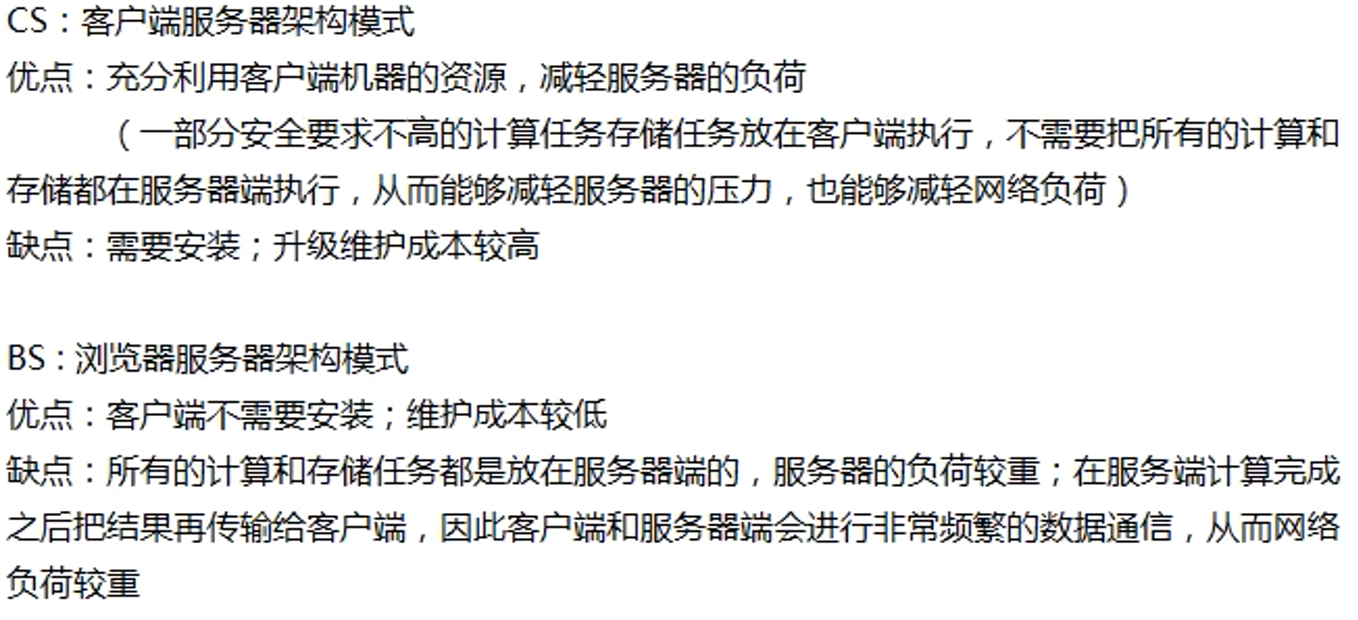 CS：客户端服务器架构模式
优点：充分利用客户端机器的资源，减轻服务器的负荷
（一部分安全要求不高的计算任务存储任务放在客户端执行，不需要把所有的计算和
存储都在服务器端执行，从而能够减轻服务器的压力，也能够减轻网络负荷）
缺点：需要安装；升级维护成本较高
BS：浏览器服务器架构模式
优点：客户端不需要安装；维护成本较低
缺点：所有的计算和存储任务都是放在服务器端的，服务器的负荷较重；在服务端计算完成
之后把结果再传输给客户端，因此客户端和服务器端会进行非常频繁的数据通信，从而网络
负荷较重